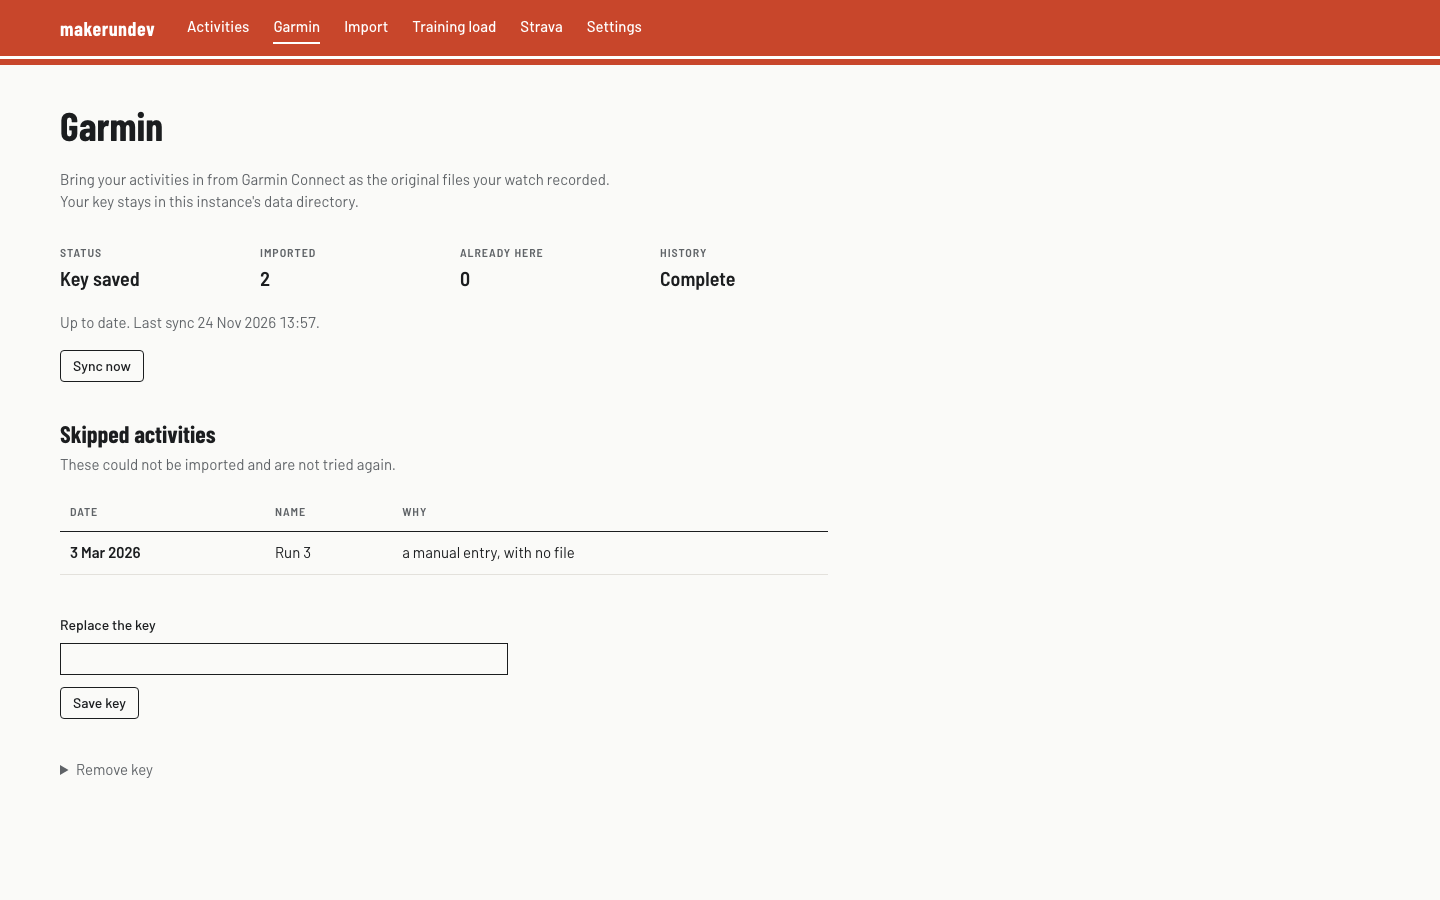 makerundev Activities Garmin Import Training load Strava Settings
Garmin
Bring your activities in from Garmin Connect as the original files your watch recorded.
Your key stays in this instance's data directory.
STATUS IMPORTED ALREADY HERE HISTORY
Key saved 2 0 Complete
Up to date. Last sync 24 Nov 2026 13:57.
Sync now
Skipped activities
These could not be imported and are not tried again.
DATE NAME WHY
3 Mar 2026 Run 3 a manual entry, with no file
Replace the key
Save key
Remove key